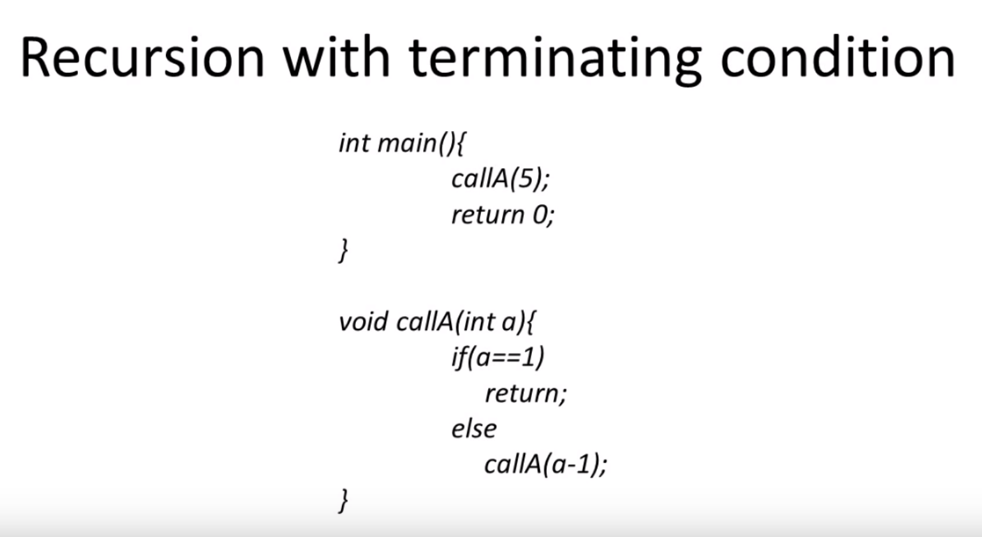 Recursion with terminating condition
int main(){
callA(5);
return 0;
}
void callA(int a){
if(a==1)
return;
else
callA(a-1);
}